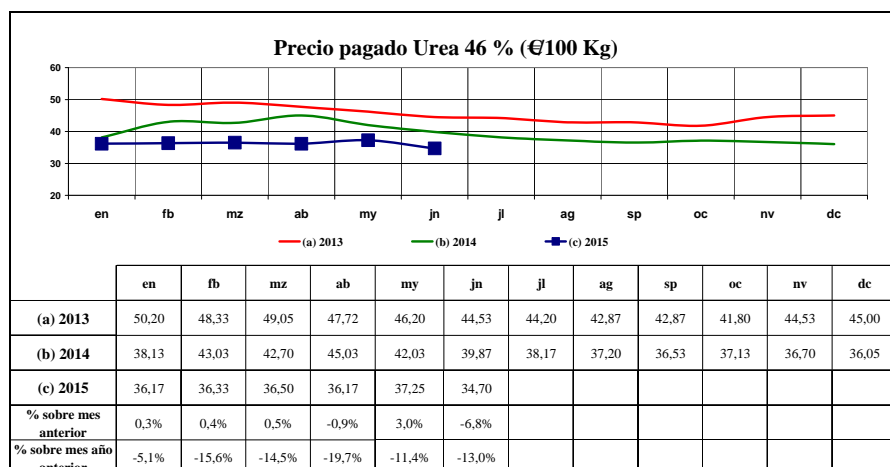 Precio pagado Urea 46 % (€/100 Kg)
60
50
40
30
20
en fb mz ab my jn jl ag sp oc nv dc
(a) 2013 (b) 2014 (c) 2015
en fb mz ab my jn jl ag sp oc nv dc
(a) 2013 50,20 48,33 49,05 47,72 46,20 44,53 44,20 42,87 42,87 41,80 44,53 45,00
(b) 2014 38,13 43,03 42,70 45,03 42,03 39,87 38,17 37,20 36,53 37,13 36,70 36,05
(c) 2015 36,17 36,33 36,50 36,17 37,25 34,70
% sobre mes
anterior 0,3% 0,4% 0,5% -0,9% 3,0% -6,8%
% sobre mes año
anterior -5,1% -15,6% -14,5% -19,7% -11,4% -13,0%